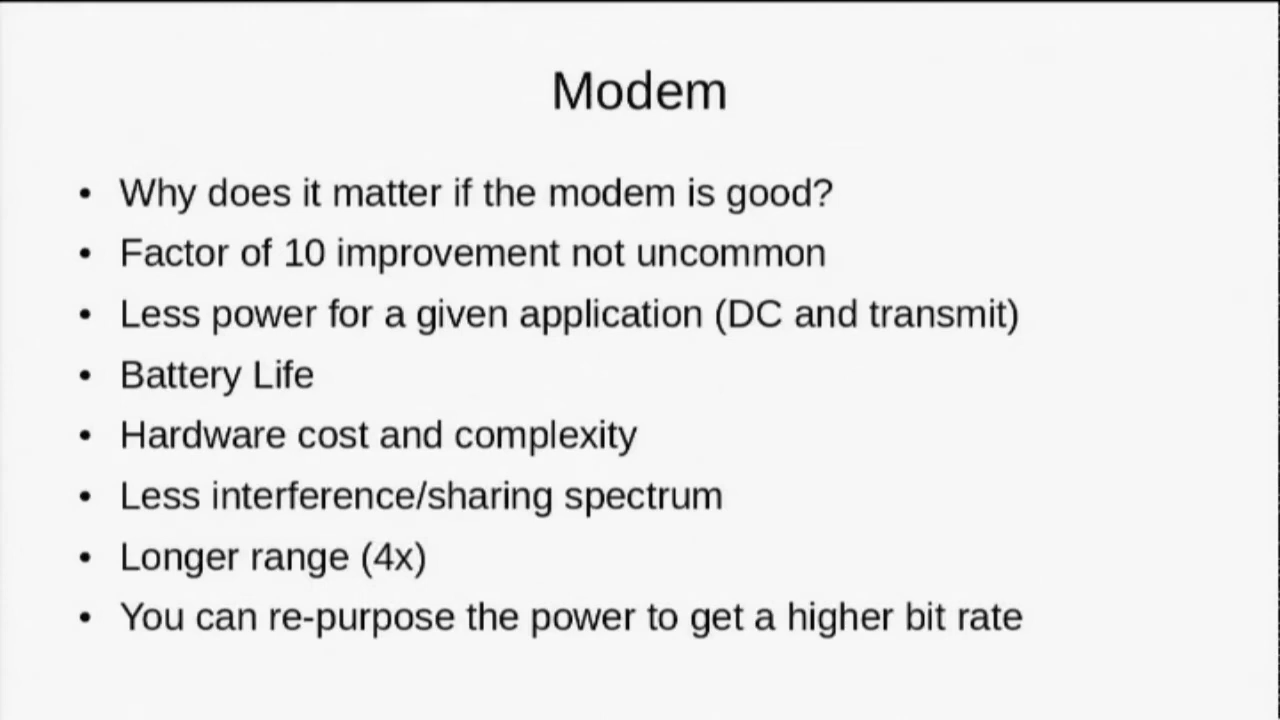 Modem
• Why does it matter if the modem is good?
• Factor of 10 improvement not uncommon
• Less power for a given application (DC and transmit)
• Battery Life
• Hardware cost and complexity
• Less interference/sharing spectrum
• Longer range (4x)
• You can re-purpose the power to get a higher bit rate